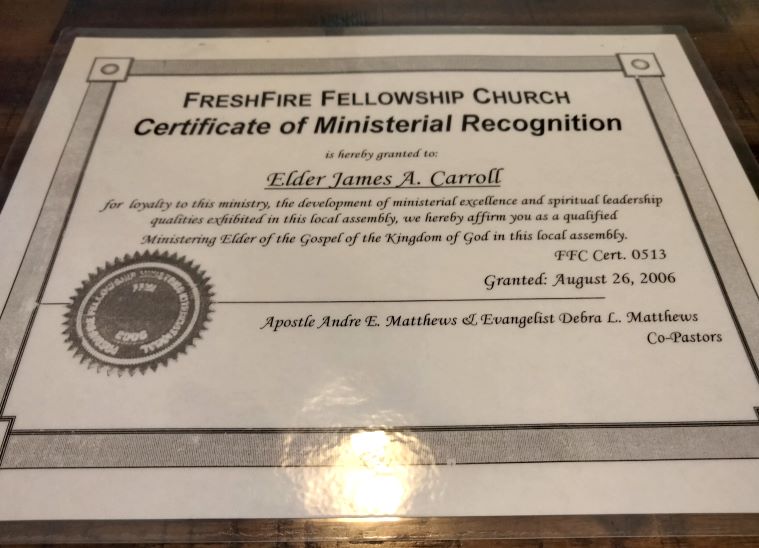 FRESHFIRE FELLOWSHIP CHURCH
Certificate of Ministerial Recognition
is hereby granted to:
Elder James A. Carroll
for loyalty to this ministry, the development of ministerial excellence and spiritual leadership
qualities exhibited in this local assembly, we hereby affirm you as a qualified
Ministering Elder of the Gospel of the Kingdom of God in this local assembly.
FFC Cert. 0513
Granted: August 26, 2006
Apostle Andre E. Matthews & Evangelist Debra L. Matthews
Co-Pastors